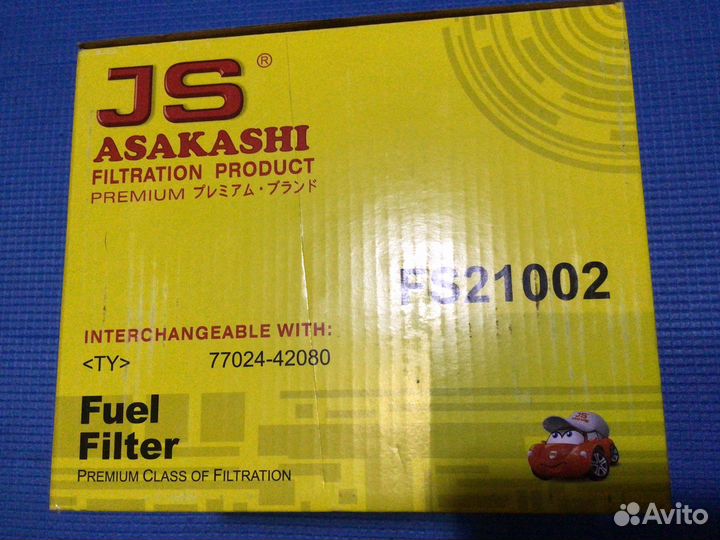 JS ®
ASAKASHI
FILTRATION PRODUCT
PREMIUM プレミアム・ブランド
FS21002
INTERCHANGEABLE WITH:
<TY> 77024-42080
Fuel
Filter
PREMIUM CLASS OF FILTRATION
JS
Avito